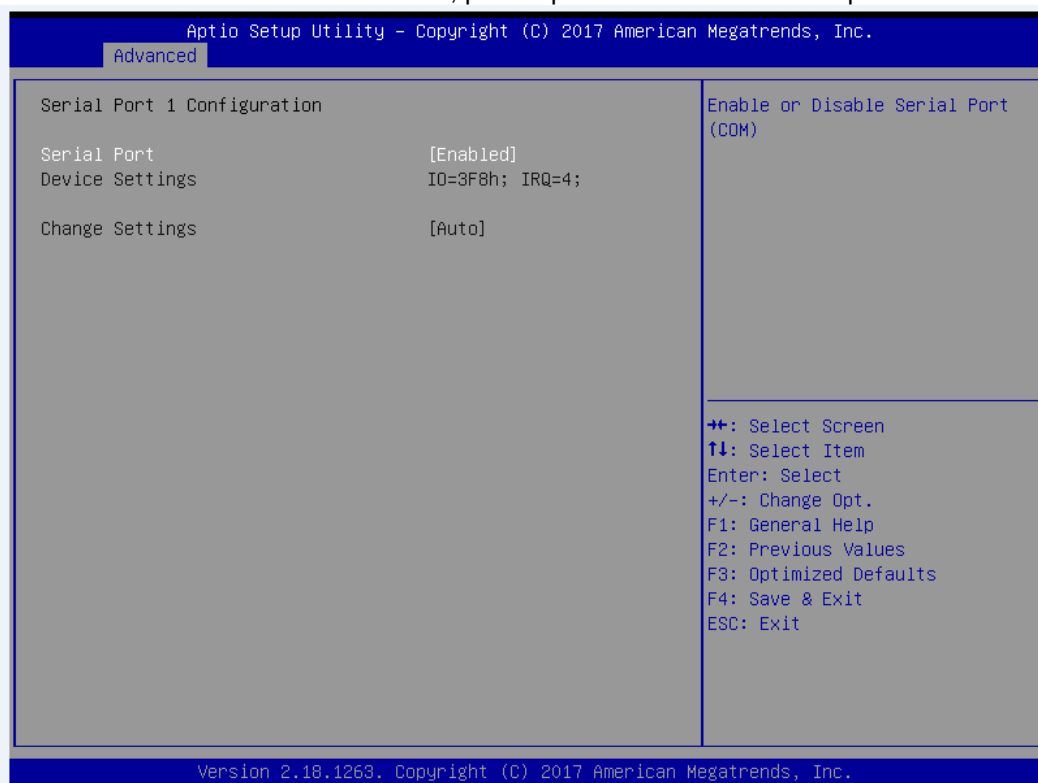 Aptio Setup Utility – Copyright (C) 2017 American Megatrends, Inc.
Advanced
Serial Port 1 Configuration
Serial Port [Enabled]
Device Settings IO=3F8h; IRQ=4;
Change Settings [Auto]
Enable or Disable Serial Port
(COM)
→←: Select Screen
↑↓: Select Item
Enter: Select
+/-: Change Opt.
F1: General Help
F2: Previous Values
F3: Optimized Defaults
F4: Save & Exit
ESC: Exit
Version 2.18.1263. Copyright (C) 2017 American Megatrends, Inc.